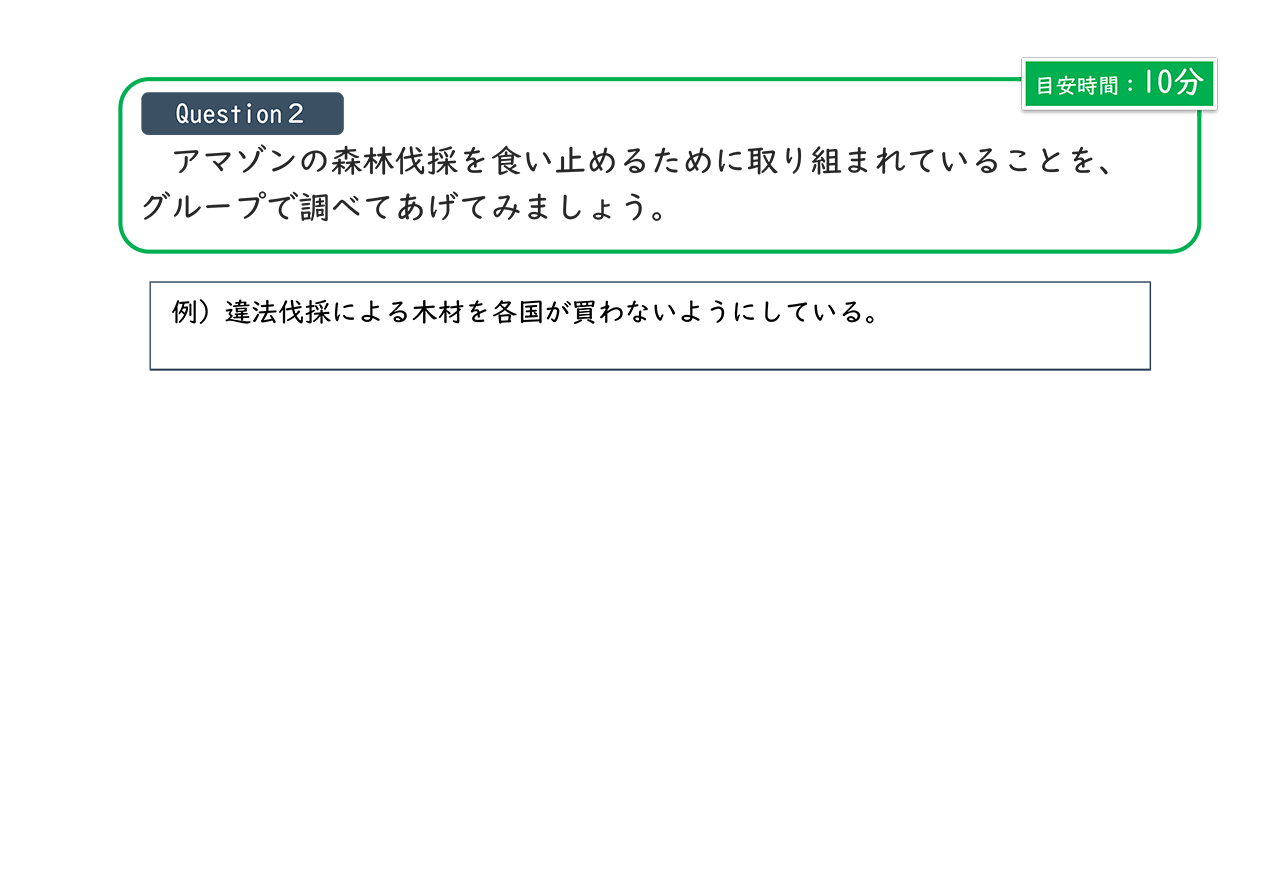 目安時間：10分
Question２
アマゾンの森林伐採を食い止めるために取り組まれていることを、
グループで調べてあげてみましょう。
例）違法伐採による木材を各国が買わないようにしている。